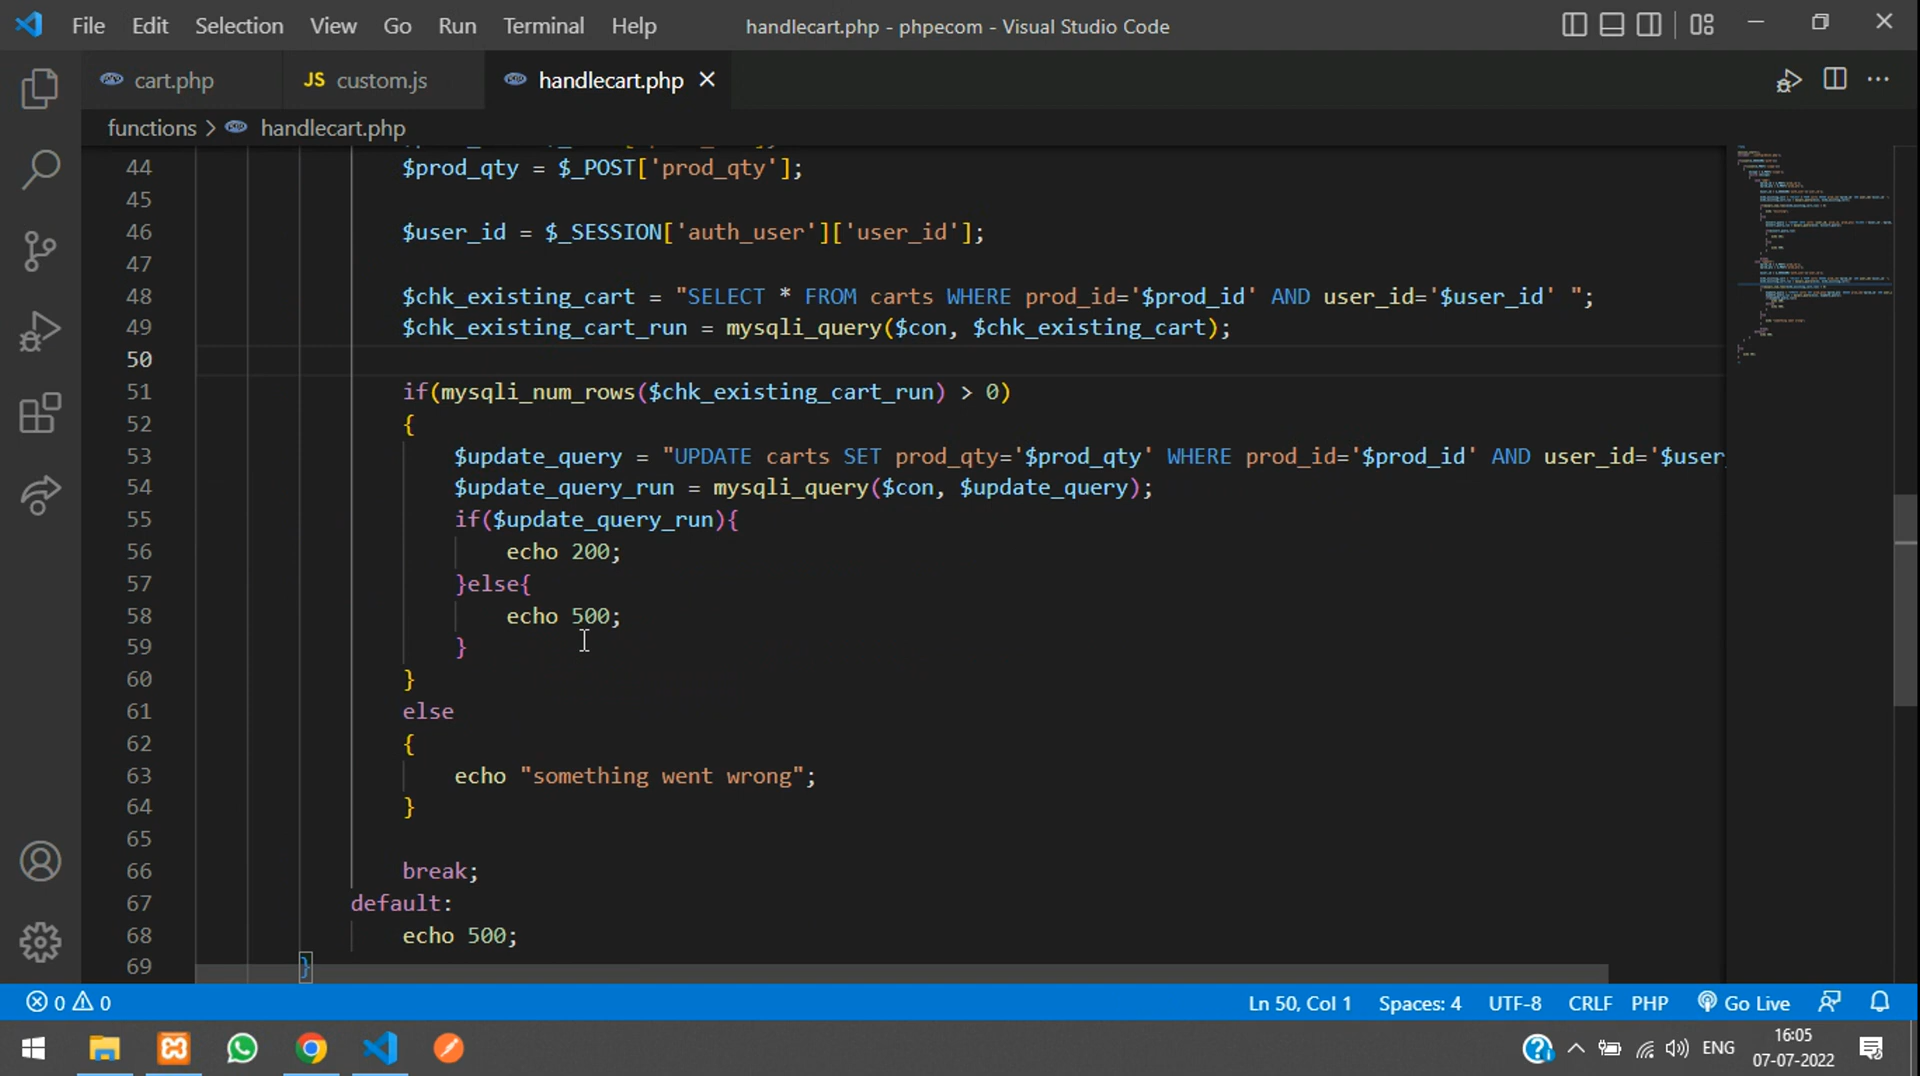 File Edit Selection View Go Run Terminal Help handlecart.php - phpecom - Visual Studio Code
cart.php JS custom.js handlecart.php
functions > handlecart.php
44 $prod_qty = $_POST['prod_qty'];
45
46 $user_id = $_SESSION['auth_user']['user_id'];
47
48 $chk_existing_cart = "SELECT * FROM carts WHERE prod_id='$prod_id' AND user_id='$user_id' ";
49 $chk_existing_cart_run = mysqli_query($con, $chk_existing_cart);
50
51 if(mysqli_num_rows($chk_existing_cart_run) > 0)
52 {
53 $update_query = "UPDATE carts SET prod_qty='$prod_qty' WHERE prod_id='$prod_id' AND user_id='$user_
54 $update_query_run = mysqli_query($con, $update_query);
55 if($update_query_run){
56 echo 200;
57 }else{
58 echo 500;
59 }
60 }
61 else
62 {
63 echo "something went wrong";
64 }
65
66 break;
67 default:
68 echo 500;
69 }
0 0 Ln 50, Col 1 Spaces: 4 UTF-8 CRLF PHP Go Live
ENG 16:05
07-07-2022